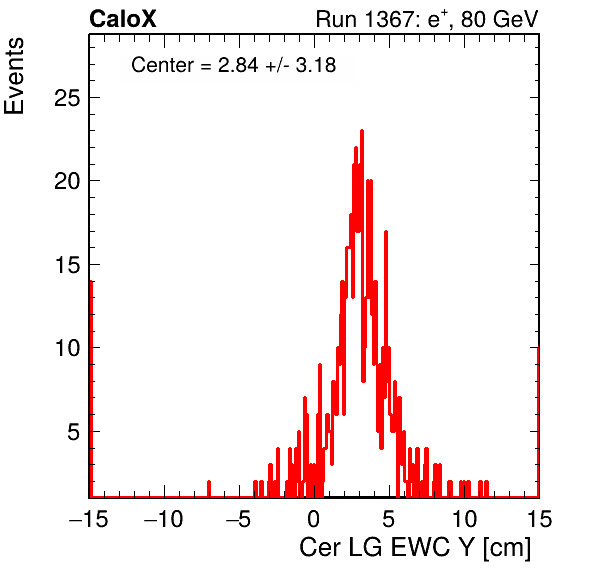 CaloX Run 1367: e⁺, 80 GeV
Center = 2.84 +/- 3.18
Events
25
20
15
10
5
−15 −10 −5 0 5 10 15
Cer LG EWC Y [cm]